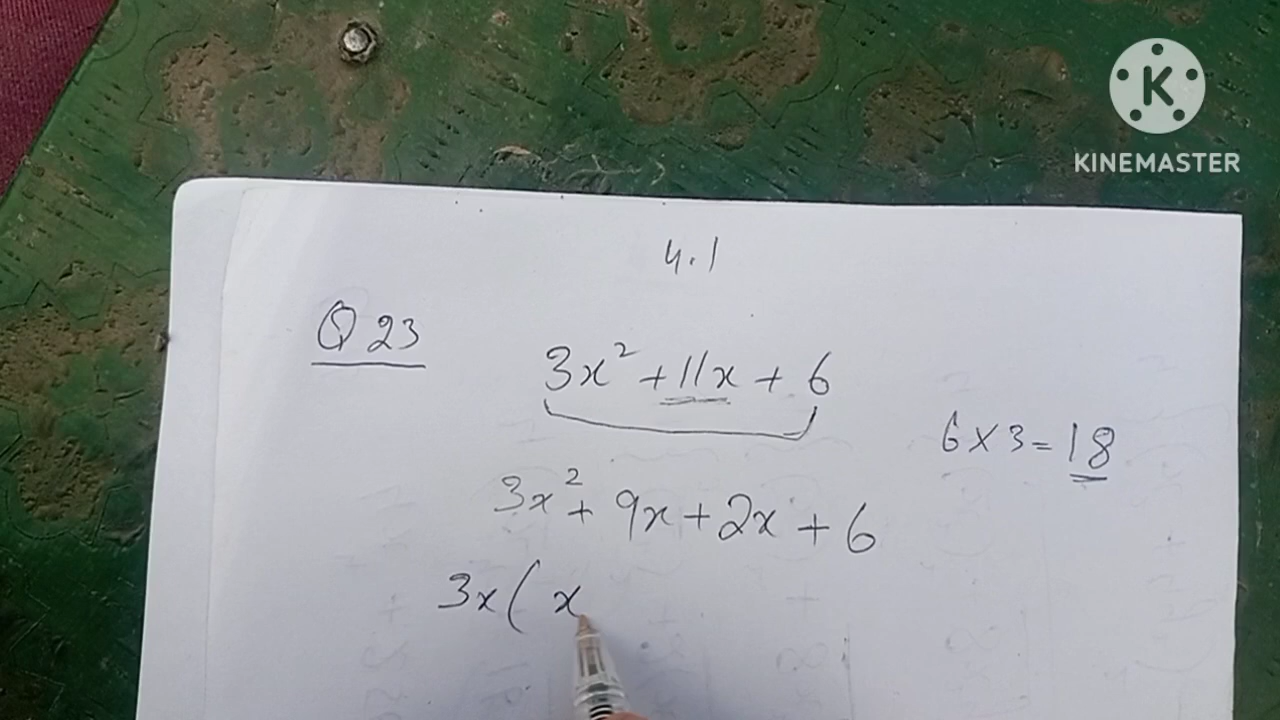 KINEMASTER
4.1
Q 23
3x² + 11x + 6
6 × 3 = 18
3x² + 9x + 2x + 6
3x ( x